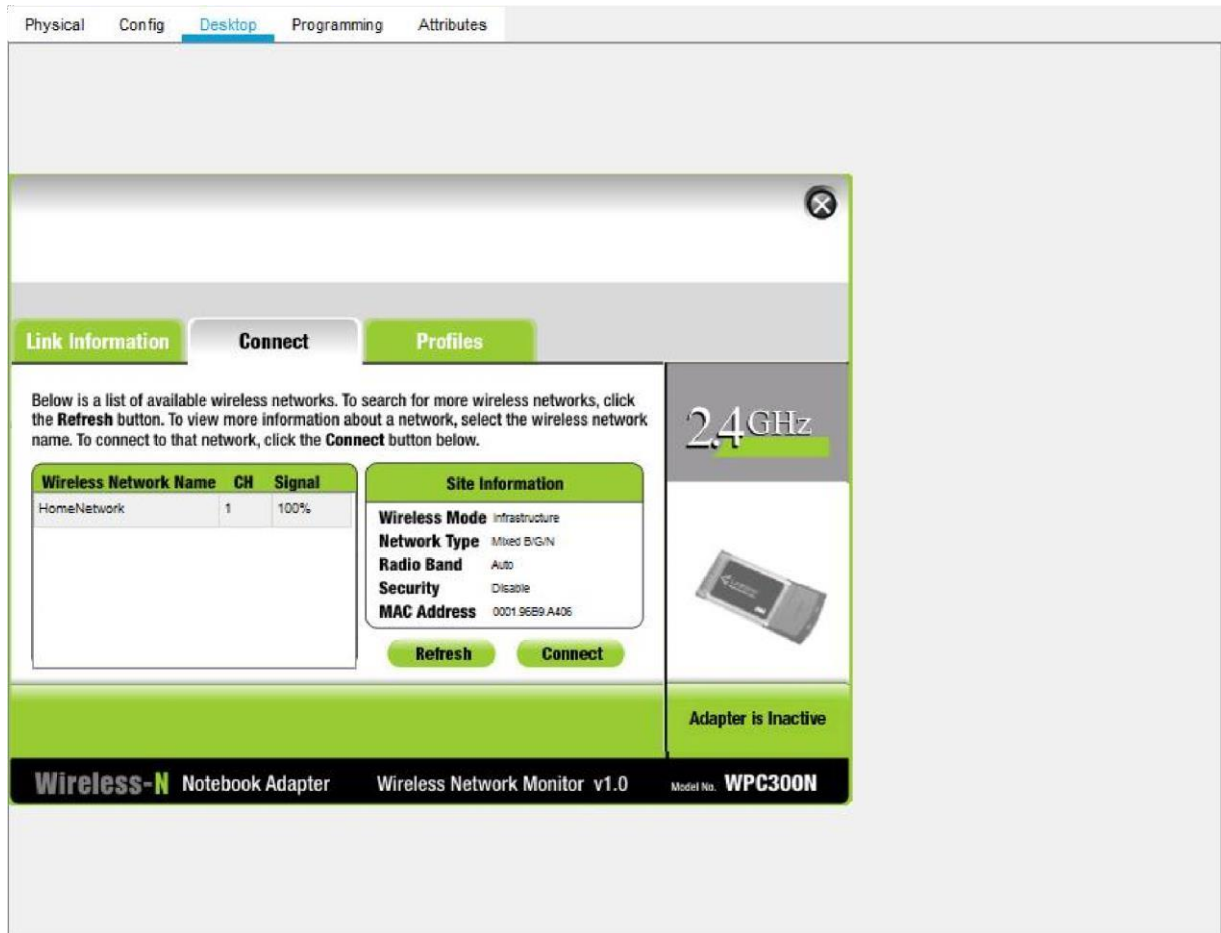 Physical Config Desktop Programming Attributes
Link Information Connect Profiles
Below is a list of available wireless networks. To search for more wireless networks, click
the Refresh button. To view more information about a network, select the wireless network
name. To connect to that network, click the Connect button below.
2.4GHz
Wireless Network Name CH Signal
HomeNetwork 1 100%
Site Information
Wireless Mode Infrastructure
Network Type Mixed B/G/N
Radio Band Auto
Security Disable
MAC Address 0001.96B9.A406
Refresh Connect
Adapter is Inactive
Wireless-N Notebook Adapter Wireless Network Monitor v1.0 Model No. WPC300N